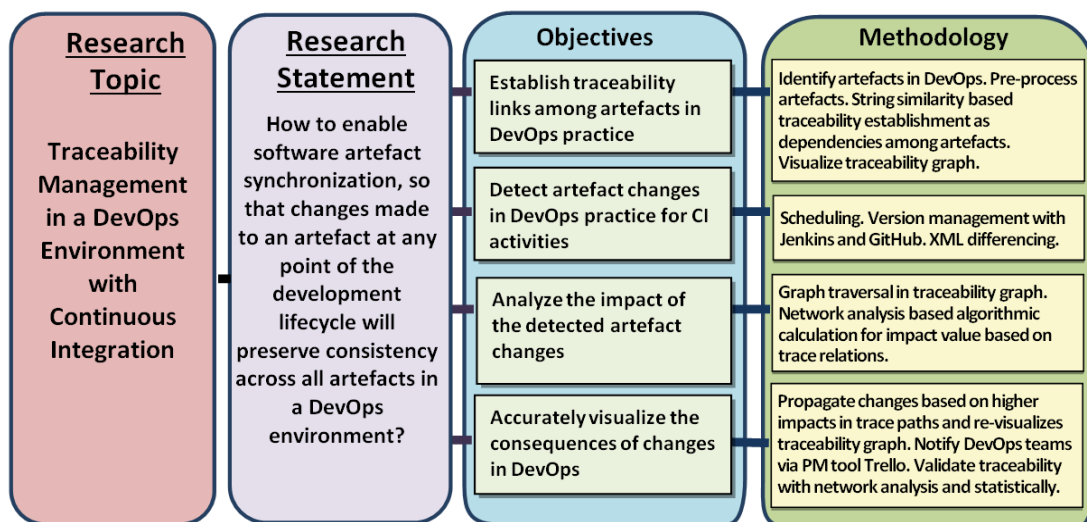 Research
Topic
Traceability
Management
in a DevOps
Environment
with
Continuous
Integration
Research
Statement
How to enable
software artefact
synchronization, so
that changes made
to an artefact at any
point of the
development
lifecycle will
preserve consistency
across all artefacts in
a DevOps
environment?
Objectives
Establish traceability
links among artefacts in
DevOps practice
Detect artefact changes
in DevOps practice for CI
activities
Analyze the impact of
the detected artefact
changes
Accurately visualize the
consequences of changes
in DevOps
Methodology
Identify artefacts in DevOps. Pre-process
artefacts. String similarity based
traceability establishment as
dependencies among artefacts.
Visualize traceability graph.
Scheduling. Version management with
Jenkins and GitHub. XML differencing.
Graph traversal in traceability graph.
Network analysis based algorithmic
calculation for impact value based on
trace relations.
Propagate changes based on higher
impacts in trace paths and re-visualizes
traceability graph. Notify DevOps teams
via PM tool Trello. Validate traceability
with network analysis and statistically.